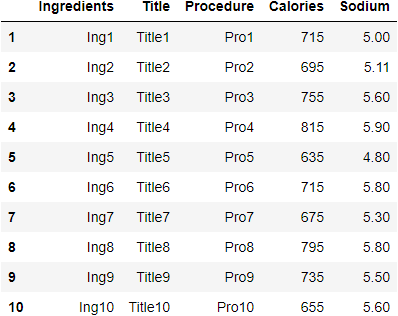 Ingredients Title Procedure Calories Sodium
1 Ing1 Title1 Pro1 715 5.00
2 Ing2 Title2 Pro2 695 5.11
3 Ing3 Title3 Pro3 755 5.60
4 Ing4 Title4 Pro4 815 5.90
5 Ing5 Title5 Pro5 635 4.80
6 Ing6 Title6 Pro6 715 5.80
7 Ing7 Title7 Pro7 675 5.30
8 Ing8 Title8 Pro8 795 5.80
9 Ing9 Title9 Pro9 735 5.50
10 Ing10 Title10 Pro10 655 5.60